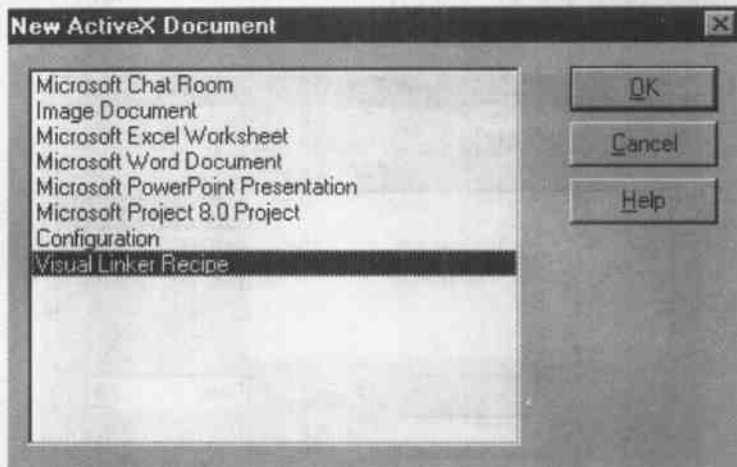 New ActiveX Document
Microsoft Chat Room
Image Document
Microsoft Excel Worksheet
Microsoft Word Document
Microsoft PowerPoint Presentation
Microsoft Project 8.0 Project
Configuration
Visual Linker Recipe
OK
Cancel
Help